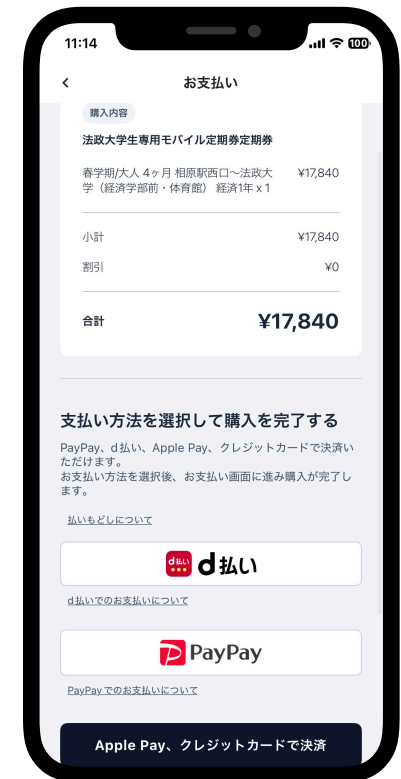 11:14
100
お支払い
購入内容
法政大学生専用モバイル定期券定期券
春学期/大人 4ヶ月 相原駅西口〜法政大 ¥17,840
学（経済学部前・体育館） 経済1年 x 1
小計 ¥17,840
割引 ¥0
合計 ¥17,840
支払い方法を選択して購入を完了する
PayPay、d払い、Apple Pay、クレジットカードで決済い
ただけます。
お支払い方法を選択後、お支払い画面に進み購入が完了し
ます。
払いもどしについて
d払い d払い
d払いでのお支払いについて
PayPay
PayPayでのお支払いについて
Apple Pay、クレジットカードで決済